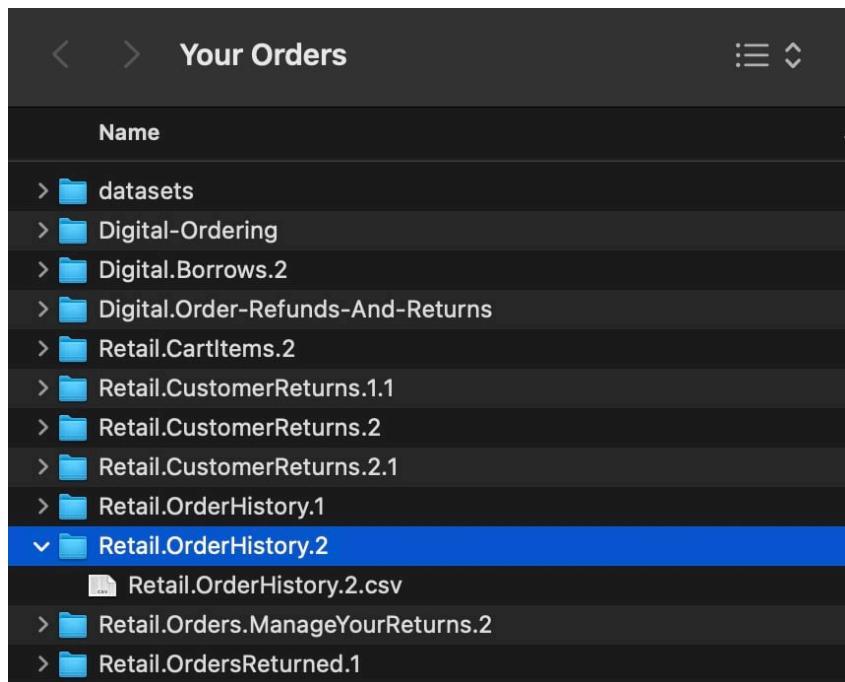 Your Orders
Name
datasets
Digital-Ordering
Digital.Borrows.2
Digital.Order-Refunds-And-Returns
Retail.CartItems.2
Retail.CustomerReturns.1.1
Retail.CustomerReturns.2
Retail.CustomerReturns.2.1
Retail.OrderHistory.1
Retail.OrderHistory.2
Retail.OrderHistory.2.csv
Retail.Orders.ManageYourReturns.2
Retail.OrdersReturned.1